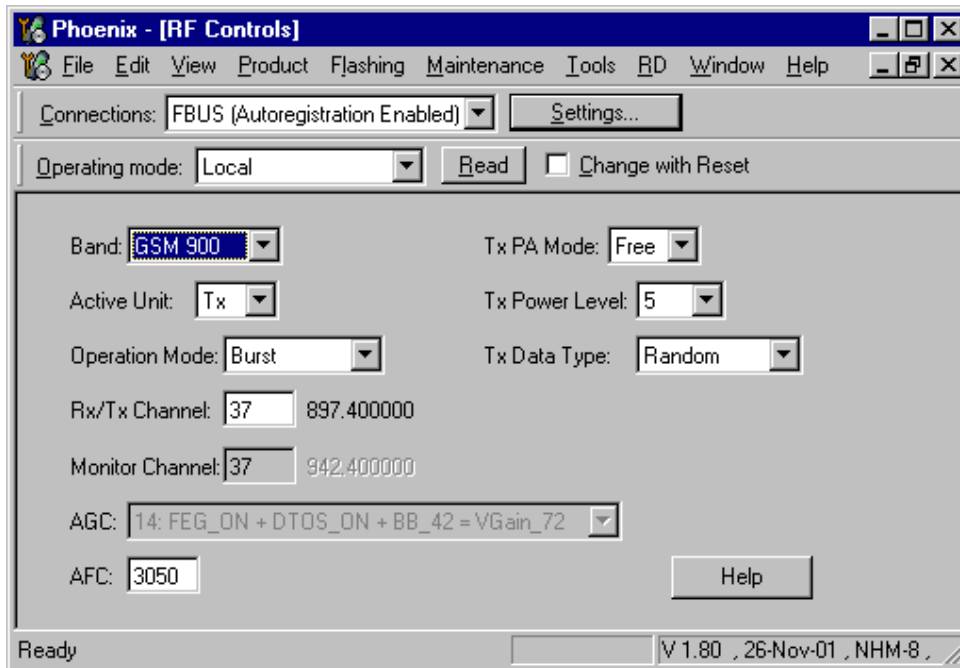 Phoenix - [RF Controls]
File Edit View Product Flashing Maintenance Tools RD Window Help
Connections: FBUS (Autoregistration Enabled) Settings...
Operating mode: Local Read Change with Reset
Band: GSM 900 Tx PA Mode: Free
Active Unit: Tx Tx Power Level: 5
Operation Mode: Burst Tx Data Type: Random
Rx/Tx Channel: 37 897.400000
Monitor Channel: 37 942.400000
AGC: 14: FEG_ON + DTOS_ON + BB_42 = VGain_72
AFC: 3050 Help
Ready V 1.80 , 26-Nov-01 , NHM-8 ,